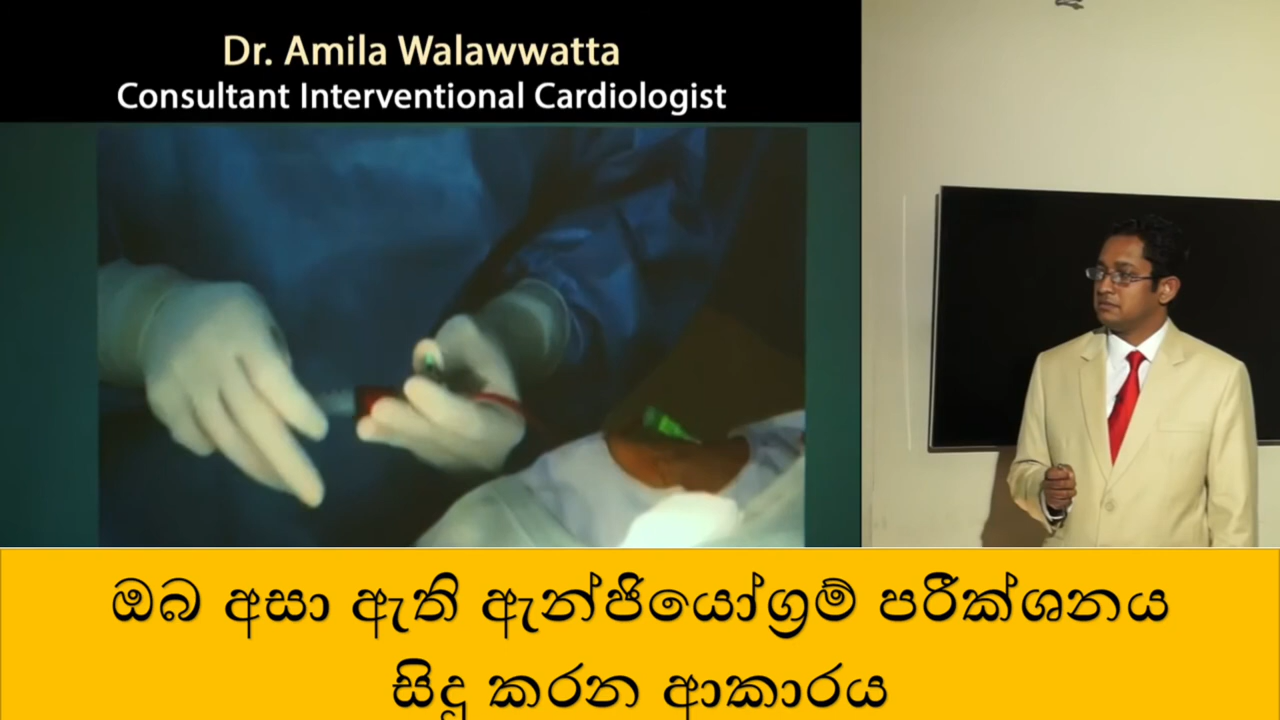 Dr. Amila Walawwatta
Consultant Interventional Cardiologist
ඔබ අසා ඇති ඇන්ජියෝග්‍රම් පරීක්ශනය
සිදු කරන ආකාරය